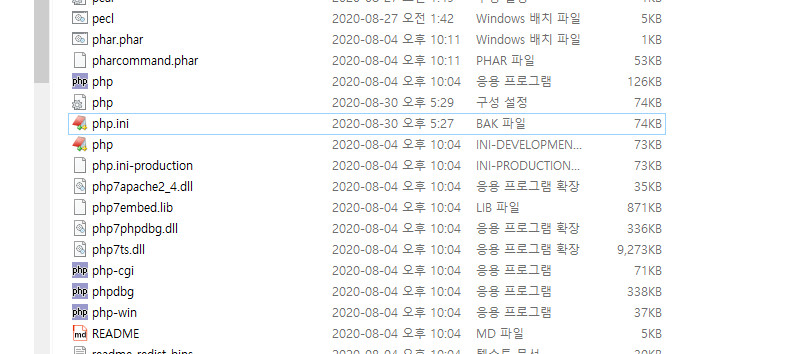 pecl 2020-08-27 오전 1:42 Windows 배치 파일 5KB
phar.phar 2020-08-04 오후 10:11 Windows 배치 파일 1KB
pharcommand.phar 2020-08-04 오후 10:11 PHAR 파일 53KB
php php 2020-08-04 오후 10:04 응용 프로그램 126KB
php 2020-08-30 오후 5:29 구성 설정 74KB
php.ini 2020-08-30 오후 5:27 BAK 파일 74KB
php 2020-08-04 오후 10:04 INI-DEVELOPMEN... 73KB
php.ini-production 2020-08-04 오후 10:04 INI-PRODUCTION... 73KB
php7apache2_4.dll 2020-08-04 오후 10:04 응용 프로그램 확장 35KB
php7embed.lib 2020-08-04 오후 10:04 LIB 파일 871KB
php7phpdbg.dll 2020-08-04 오후 10:04 응용 프로그램 확장 336KB
php7ts.dll 2020-08-04 오후 10:04 응용 프로그램 확장 9,273KB
php php-cgi 2020-08-04 오후 10:04 응용 프로그램 71KB
php phpdbg 2020-08-04 오후 10:04 응용 프로그램 338KB
php php-win 2020-08-04 오후 10:04 응용 프로그램 37KB
md README 2020-08-04 오후 10:04 MD 파일 5KB